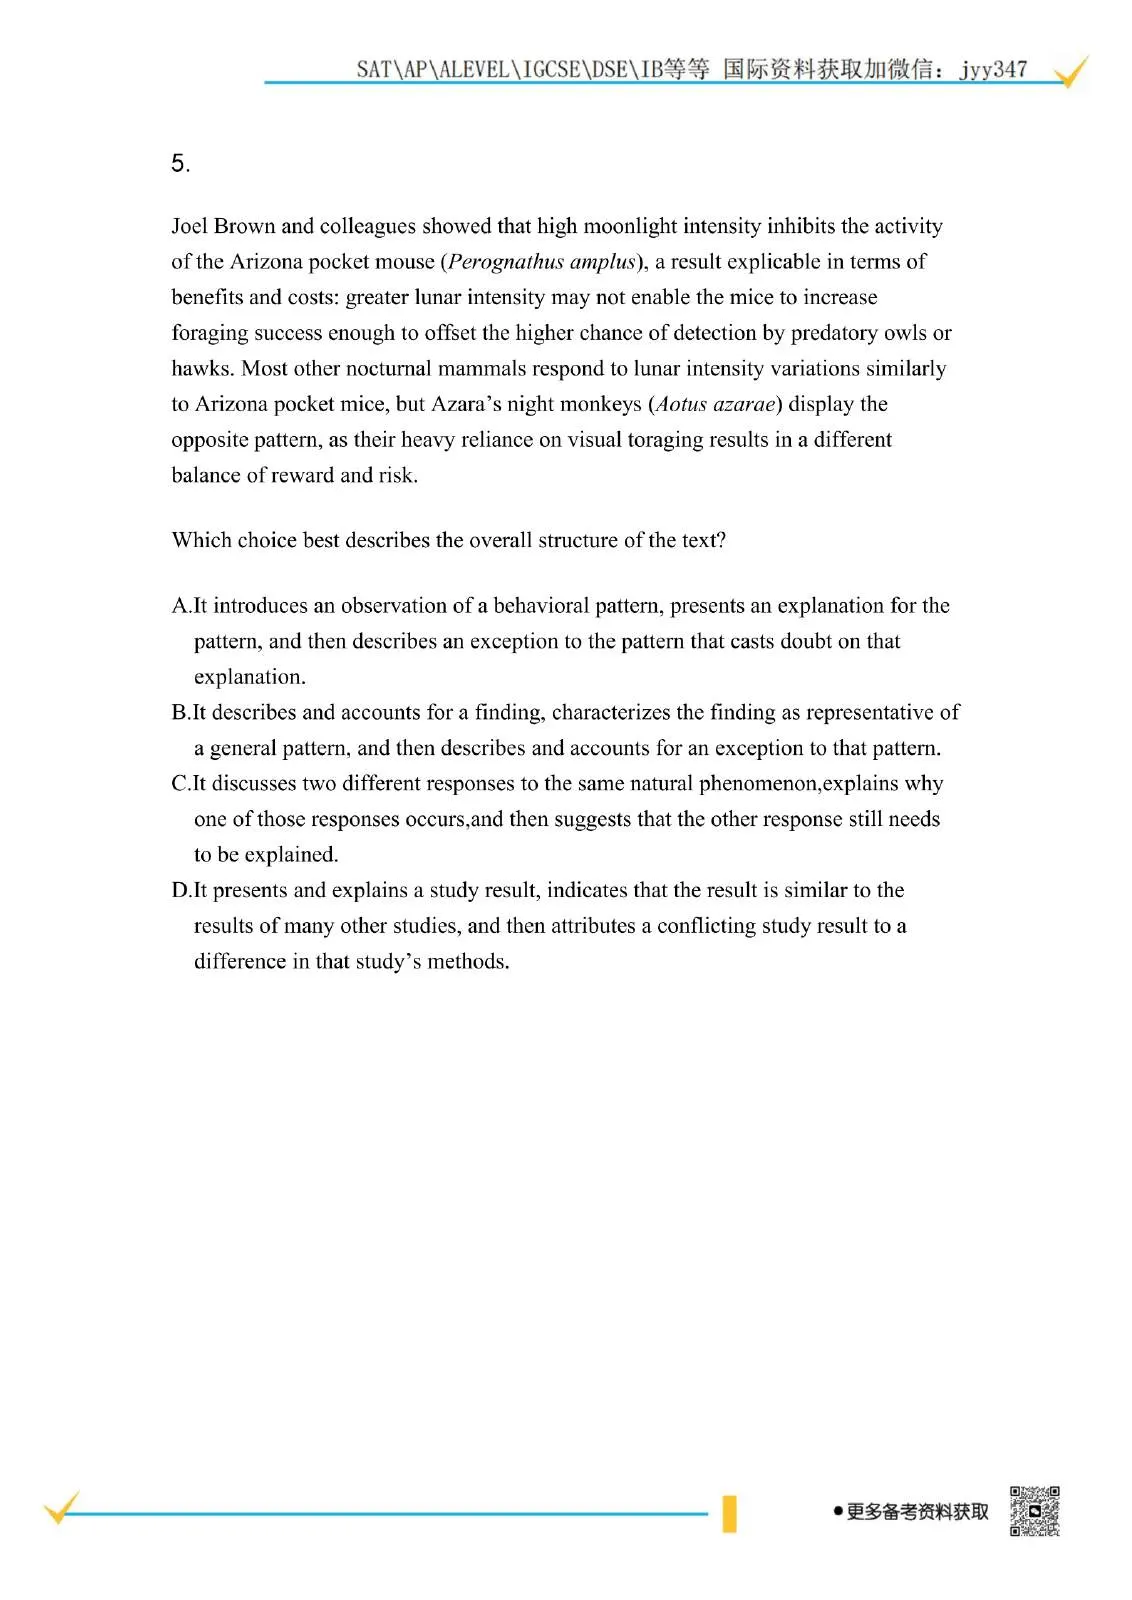 SAT\AP\ALEVEL\IGCSE\DSE\IB等等 国际资料获取加微信：jyy347
5.
Joel Brown and colleagues showed that high moonlight intensity inhibits the activity
of the Arizona pocket mouse (Perognathus amplus), a result explicable in terms of
benefits and costs: greater lunar intensity may not enable the mice to increase
foraging success enough to offset the higher chance of detection by predatory owls or
hawks. Most other nocturnal mammals respond to lunar intensity variations similarly
to Arizona pocket mice, but Azara’s night monkeys (Aotus azarae) display the
opposite pattern, as their heavy reliance on visual toraging results in a different
balance of reward and risk.
Which choice best describes the overall structure of the text?
A.It introduces an observation of a behavioral pattern, presents an explanation for the
pattern, and then describes an exception to the pattern that casts doubt on that
explanation.
B.It describes and accounts for a finding, characterizes the finding as representative of
a general pattern, and then describes and accounts for an exception to that pattern.
C.It discusses two different responses to the same natural phenomenon,explains why
one of those responses occurs,and then suggests that the other response still needs
to be explained.
D.It presents and explains a study result, indicates that the result is similar to the
results of many other studies, and then attributes a conflicting study result to a
difference in that study’s methods.
●更多备考资料获取